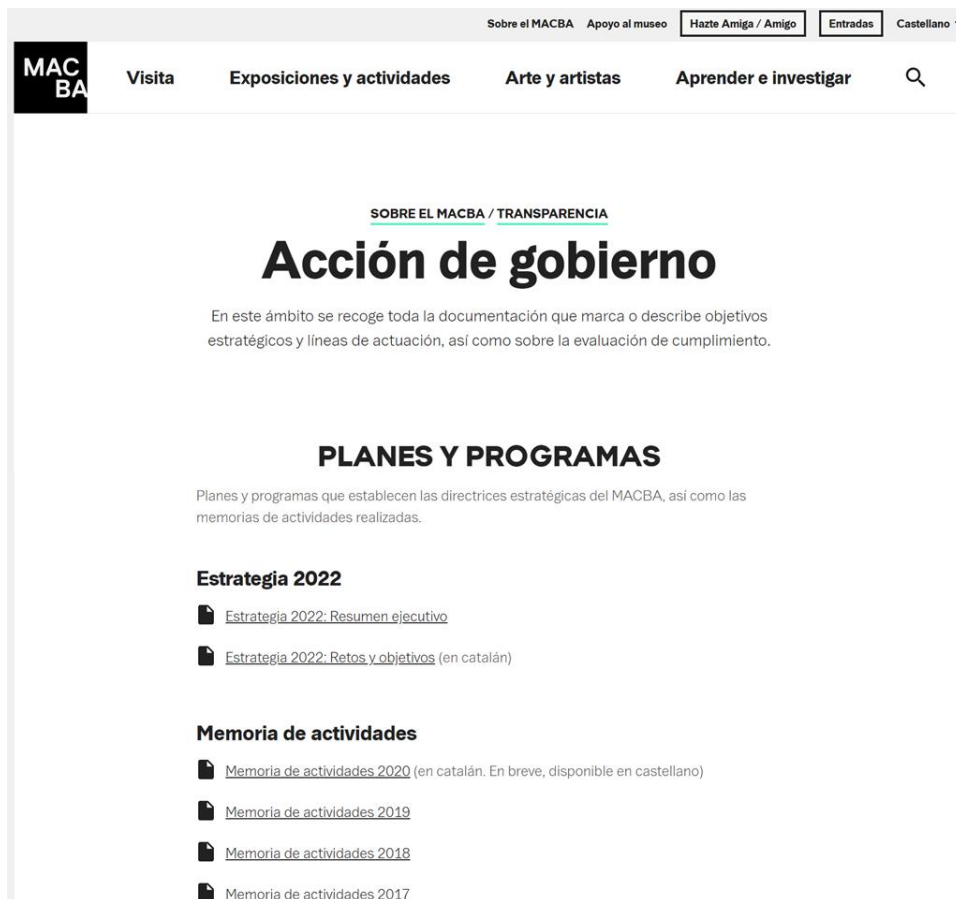 Sobre el MACBA Apoyo al museo Hazte Amiga / Amigo Entradas Castellano
MAC
BA
Visita Exposiciones y actividades Arte y artistas Aprender e investigar
SOBRE EL MACBA / TRANSPARENCIA
Acción de gobierno
En este ámbito se recoge toda la documentación que marca o describe objetivos
estratégicos y líneas de actuación, así como sobre la evaluación de cumplimiento.
PLANES Y PROGRAMAS
Planes y programas que establecen las directrices estratégicas del MACBA, así como las
memorias de actividades realizadas.
Estrategia 2022
Estrategia 2022: Resumen ejecutivo
Estrategia 2022: Retos y objetivos (en catalán)
Memoria de actividades
Memoria de actividades 2020 (en catalán. En breve, disponible en castellano)
Memoria de actividades 2019
Memoria de actividades 2018
Memoria de actividades 2017